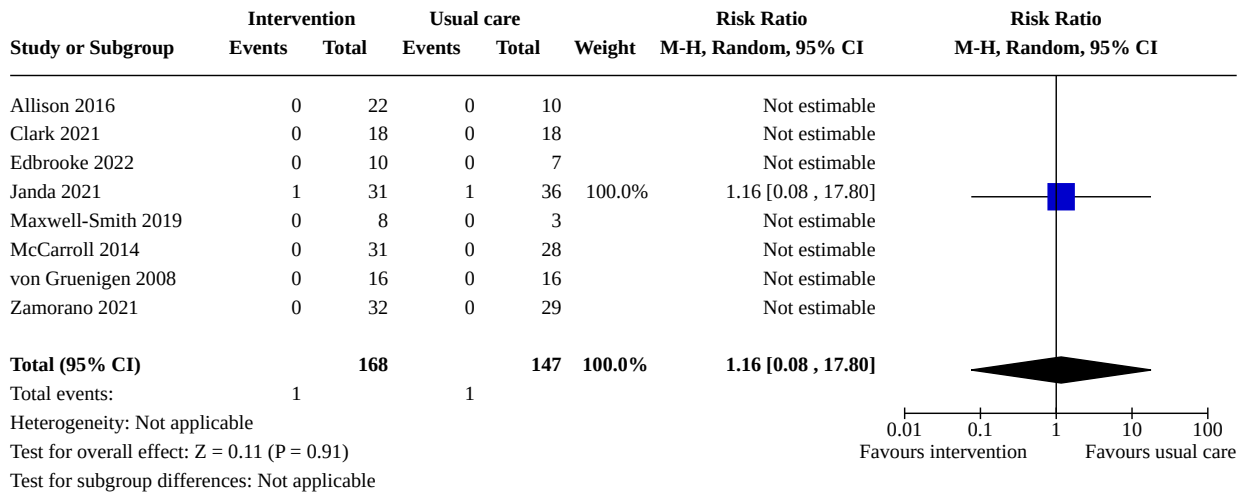 Intervention Usual care Risk Ratio Risk Ratio
Study or Subgroup Events Total Events Total Weight M-H, Random, 95% CI M-H, Random, 95% CI
Allison 2016 0 22 0 10 Not estimable
Clark 2021 0 18 0 18 Not estimable
Edbrooke 2022 0 10 0 7 Not estimable
Janda 2021 1 31 1 36 100.0% 1.16 [0.08 , 17.80]
Maxwell-Smith 2019 0 8 0 3 Not estimable
McCarroll 2014 0 31 0 28 Not estimable
von Gruenigen 2008 0 16 0 16 Not estimable
Zamorano 2021 0 32 0 29 Not estimable
Total (95% CI) 168 147 100.0% 1.16 [0.08 , 17.80]
Total events: 1 1
Heterogeneity: Not applicable
0.01 0.1 1 10 100
Test for overall effect: Z = 0.11 (P = 0.91) Favours intervention Favours usual care
Test for subgroup differences: Not applicable